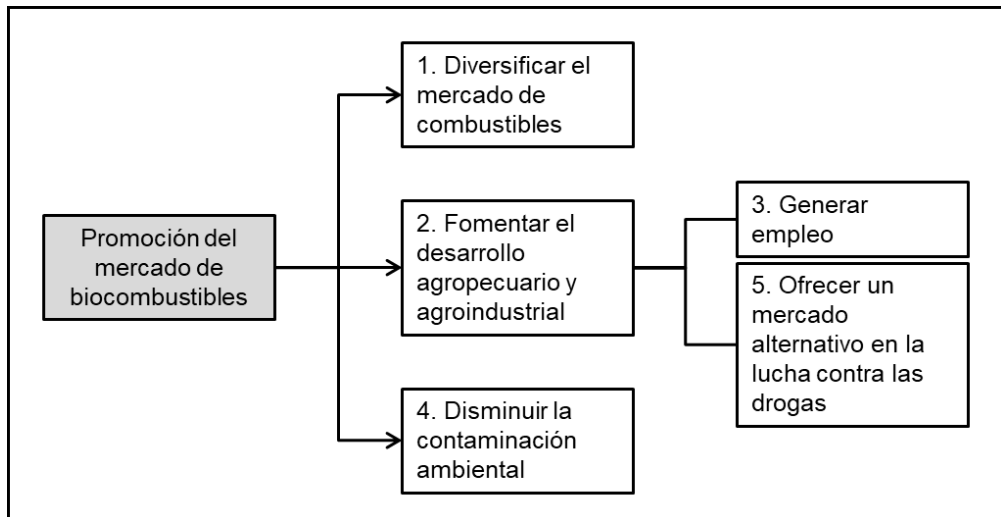 1. Diversificar el
mercado de
combustibles
Promoción del
mercado de
biocombustibles
2. Fomentar el
desarrollo
agropecuario y
agroindustrial
3. Generar
empleo
5. Ofrecer un
mercado
alternativo en la
lucha contra las
drogas
4. Disminuir la
contaminación
ambiental